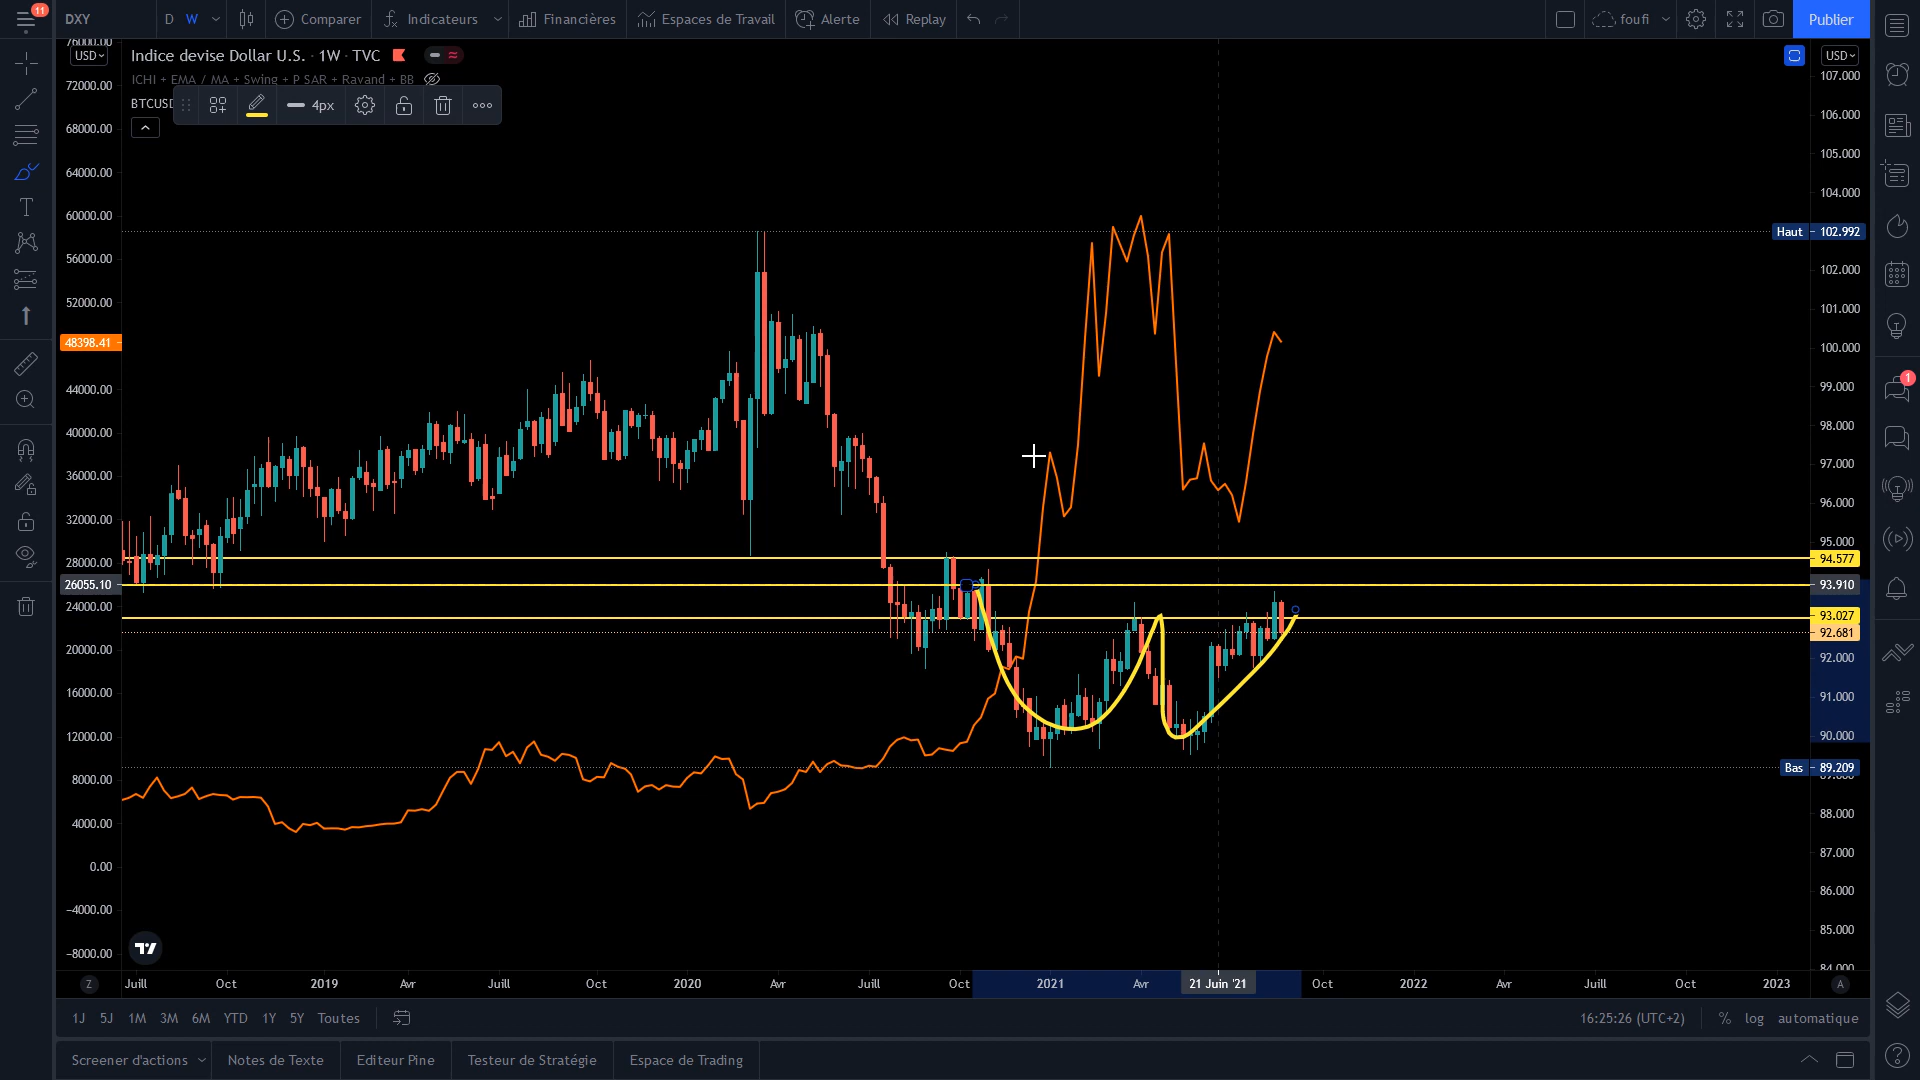 11
DXY
D W
Comparer
Indicateurs
Financières
Espaces de Travail
Alerte
Replay
foufi
Publier
Indice devise Dollar U.S. · 1W · TVC
USD
USD
ICHI + EMA / MA + Swing + P SAR + Ravand + BB
BTCUSD
4px
76000.00
72000.00
68000.00
64000.00
60000.00
56000.00
52000.00
48398.41
44000.00
40000.00
36000.00
32000.00
28000.00
26055.10
24000.00
20000.00
16000.00
12000.00
8000.00
4000.00
0.00
−4000.00
−8000.00
107.000
106.000
105.000
104.000
Haut 102.992
102.000
101.000
100.000
99.000
98.000
97.000
96.000
95.000
94.577
93.910
93.027
92.681
92.000
91.000
90.000
Bas 89.209
89.000
88.000
87.000
86.000
85.000
84.000
1
Z Juill Oct 2019 Avr Juill Oct 2020 Avr Juill Oct 2021 Avr 21 Juin '21 Oct 2022 Avr Juill Oct 2023 A
1J 5J 1M 3M 6M YTD 1Y 5Y Toutes
16:25:26 (UTC+2) % log automatique
Screener d'actions Notes de Texte Editeur Pine Testeur de Stratégie Espace de Trading